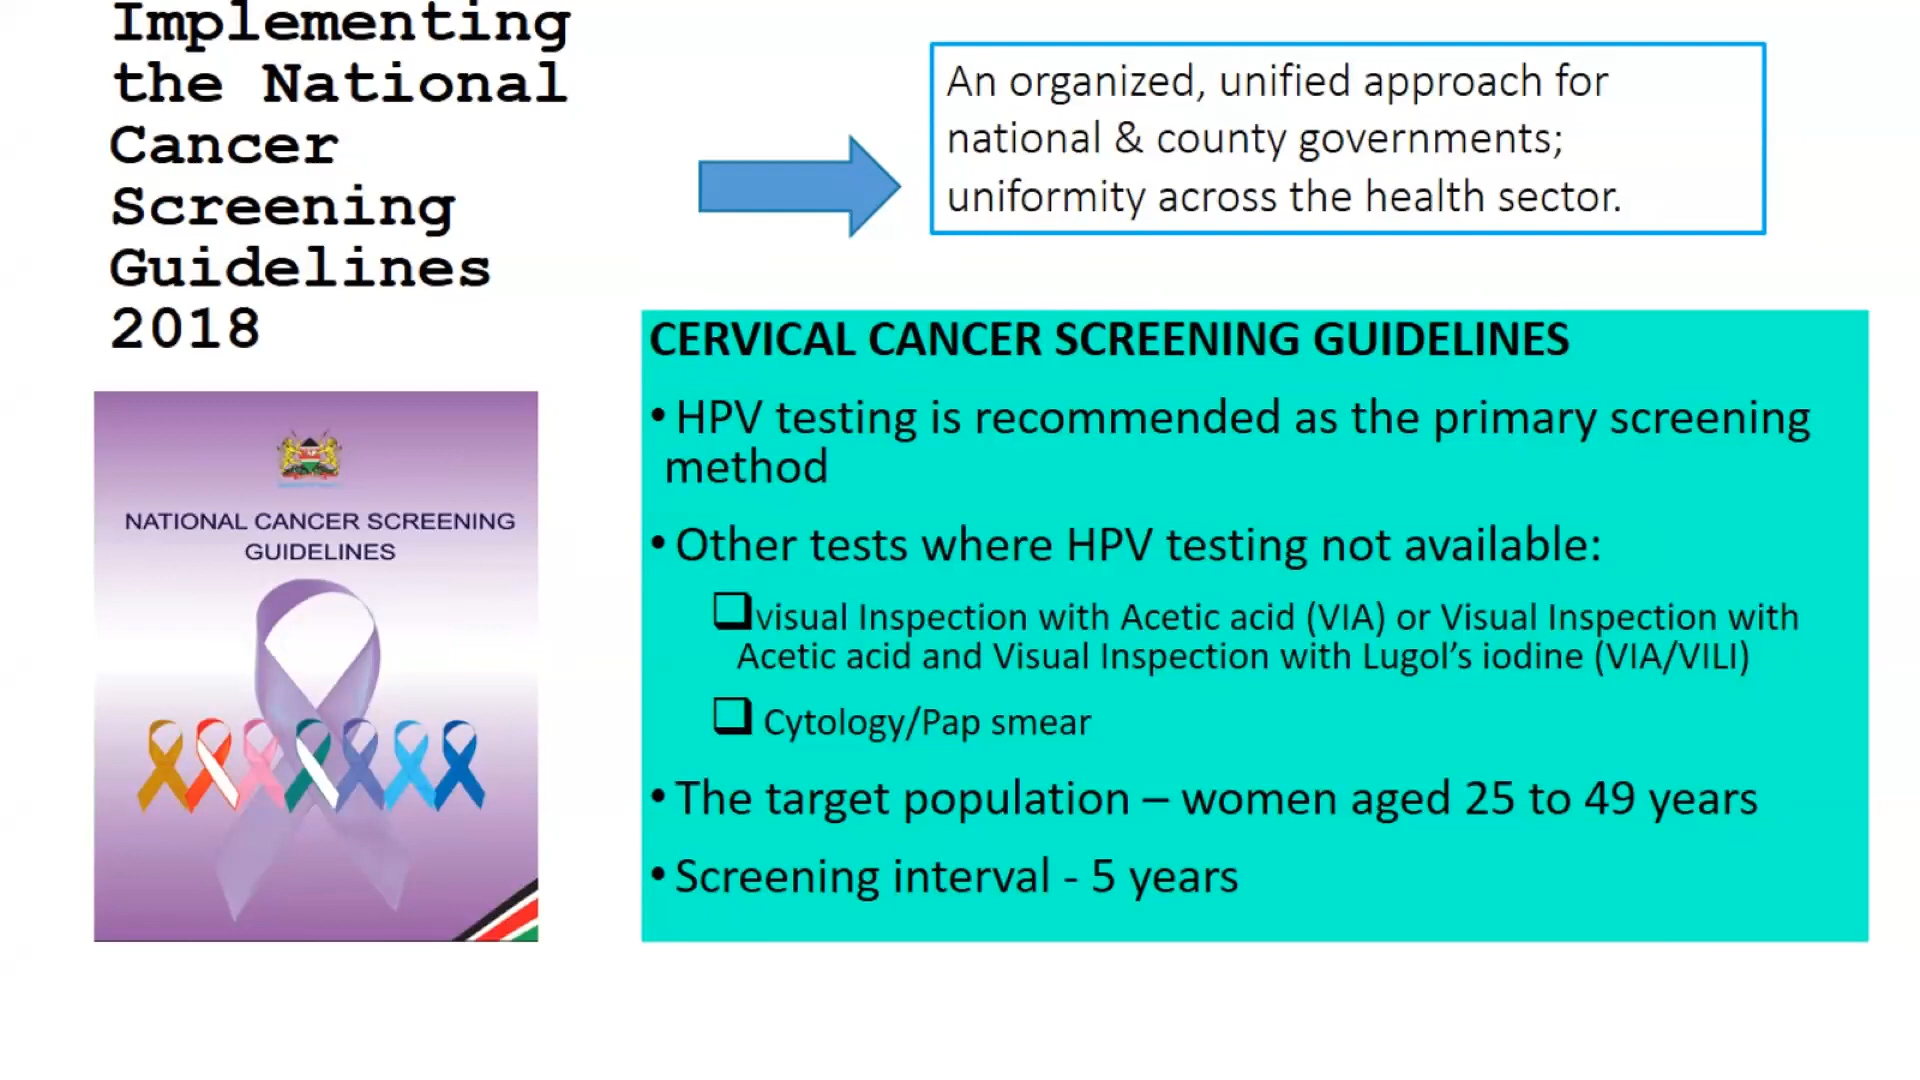 Implementing
the National
Cancer
Screening
Guidelines
2018
An organized, unified approach for
national & county governments;
uniformity across the health sector.
NATIONAL CANCER SCREENING
GUIDELINES
CERVICAL CANCER SCREENING GUIDELINES
• HPV testing is recommended as the primary screening
method
• Other tests where HPV testing not available:
❑visual Inspection with Acetic acid (VIA) or Visual Inspection with
Acetic acid and Visual Inspection with Lugol’s iodine (VIA/VILI)
❑ Cytology/Pap smear
• The target population – women aged 25 to 49 years
• Screening interval - 5 years